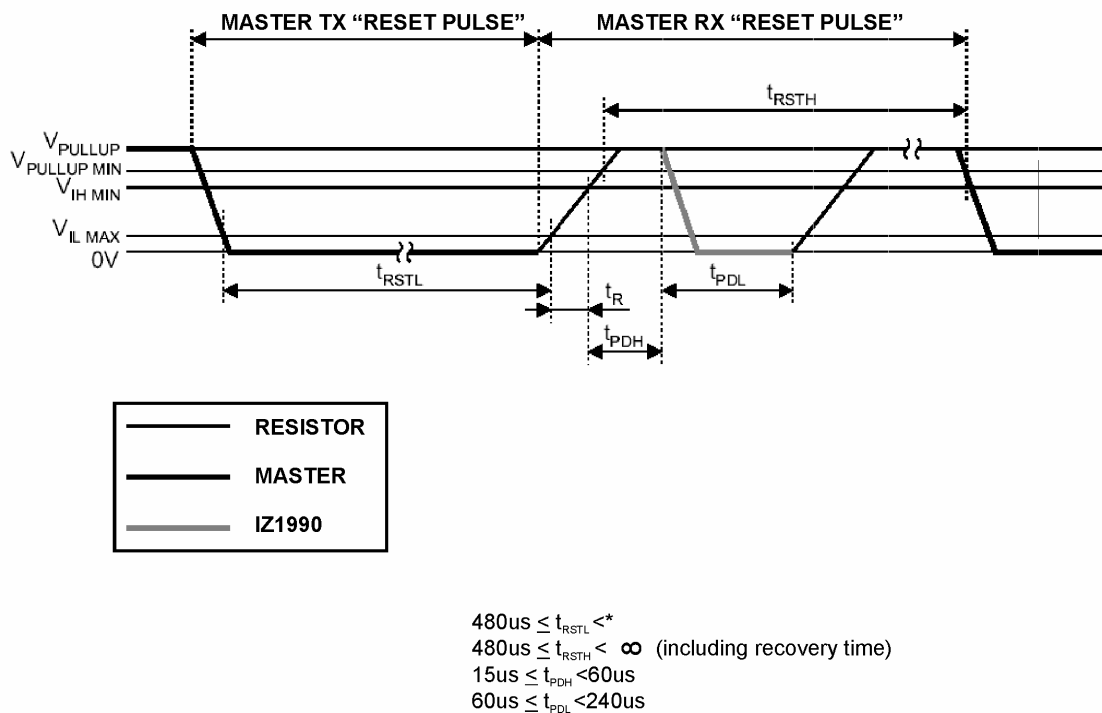 MASTER TX “RESET PULSE” MASTER RX “RESET PULSE”
tRSTH
VPULLUP
VPULLUP MIN
VIH MIN
VIL MAX
0V
tRSTL
tR
tPDL
tPDH
RESISTOR
MASTER
IZ1990
480us ≤ tRSTL <*
480us ≤ tRSTH < ∞ (including recovery time)
15us ≤ tPDH <60us
60us ≤ tPDL <240us